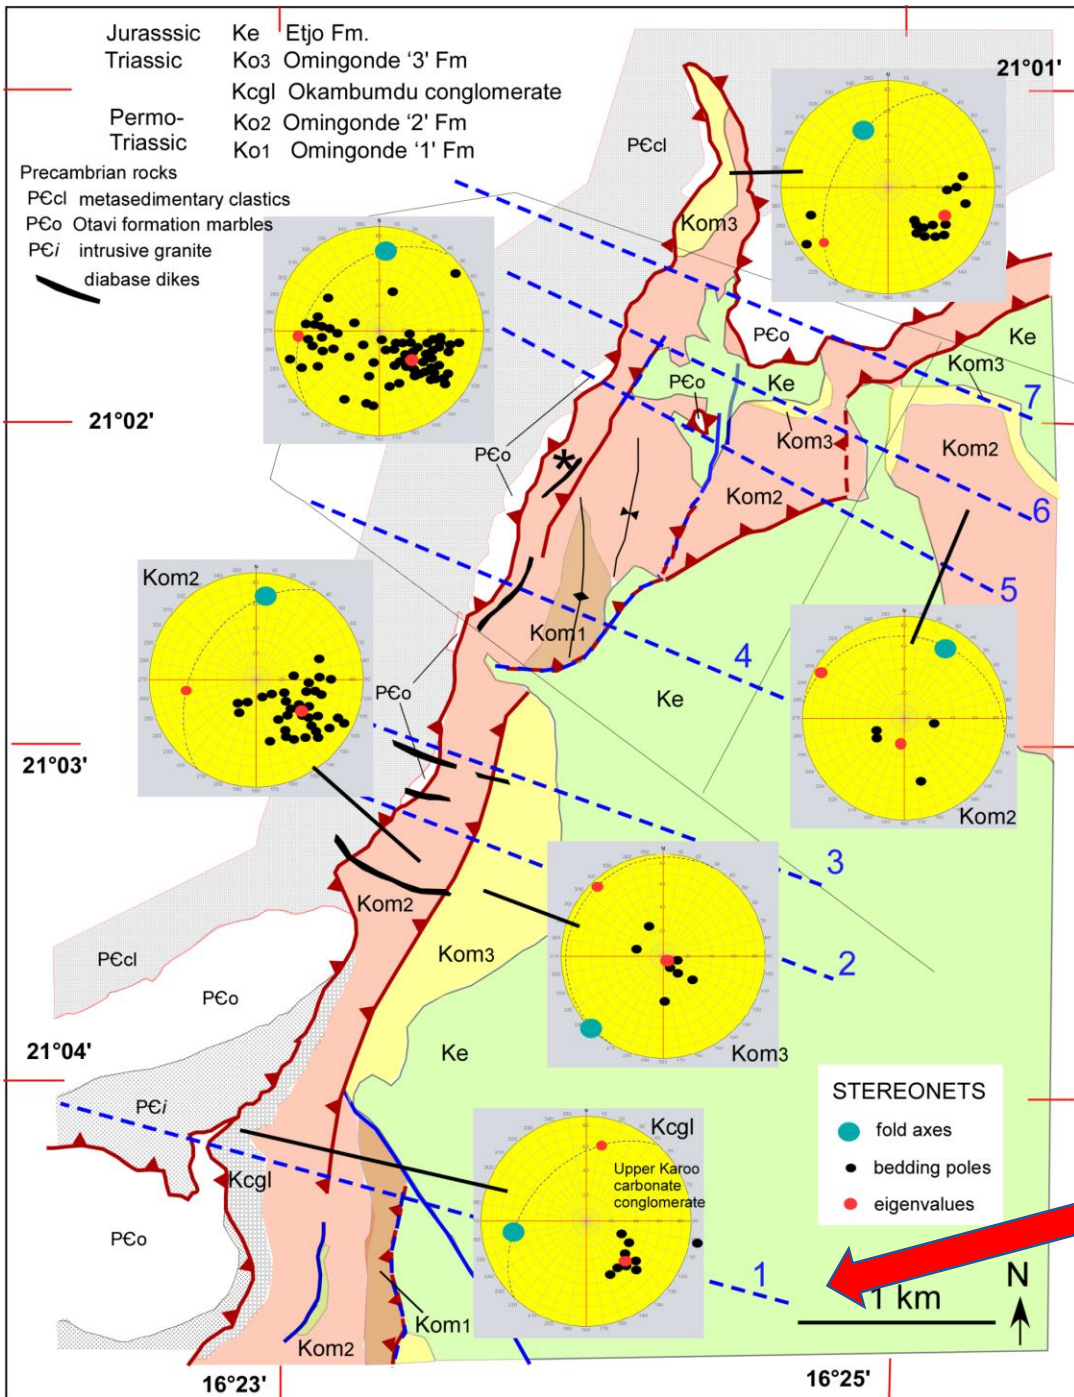 Jurasssic Ke Etjo Fm.
Triassic Ko3 Omingonde '3' Fm
Kcgl Okambumdu conglomerate
Permo-
Triassic
Ko2 Omingonde '2' Fm
Ko1 Omingonde '1' Fm
Precambrian rocks
PЄcl metasedimentary clastics
PЄo Otavi formation marbles
PЄi intrusive granite
diabase dikes
21°01'
PЄcl
Kom3
PЄo
Ke
Kom3
7
21°02'
PЄo
Ke
Kom3
Kom2
PЄo
*
Kom2
6
5
Kom2
Kom1
4
Ke
PЄo
Kom2
21°03'
3
Kom2
Kom3
2
Kom3
PЄcl
PЄo
21°04'
Ke
PЄi
Kcgl
Kcgl
Upper Karoo
carbonate
conglomerate
STEREONETS
fold axes
bedding poles
eigenvalues
PЄo
1
N
1 km
Kom1
Kom2
16°23'
16°25'